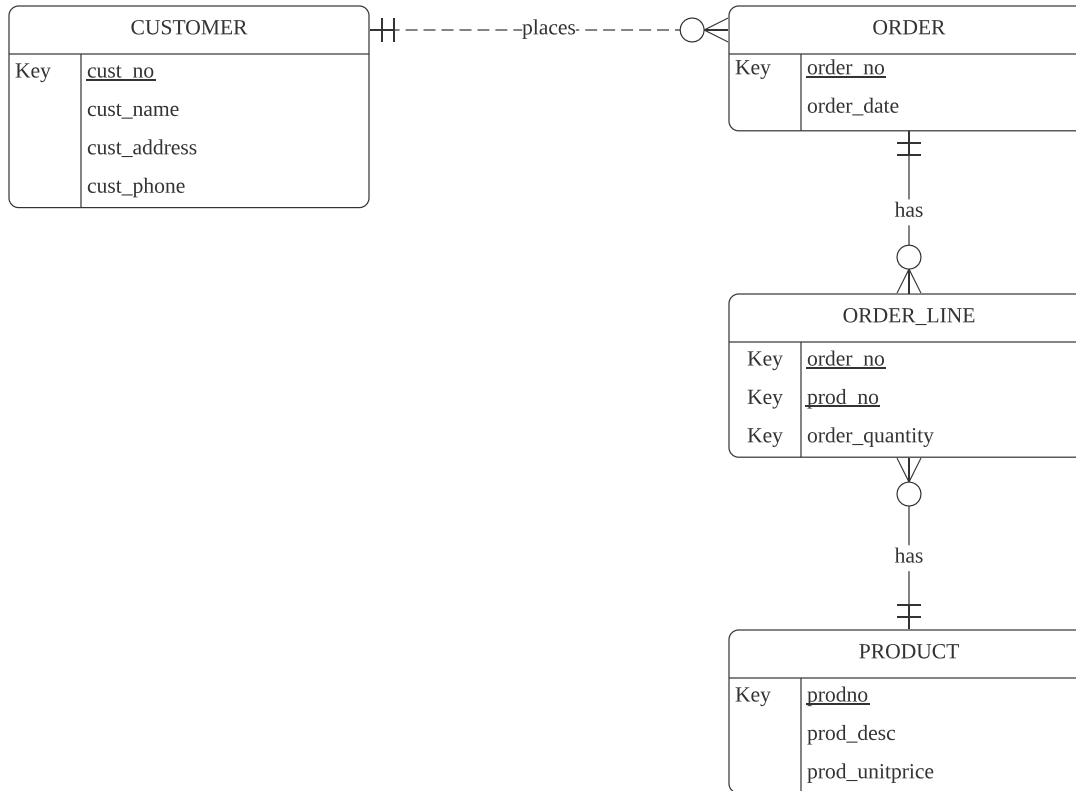 CUSTOMER
Key cust_no
cust_name
cust_address
cust_phone
places
ORDER
Key order_no
order_date
has
ORDER_LINE
Key order_no
Key prod_no
Key order_quantity
has
PRODUCT
Key prodno
prod_desc
prod_unitprice